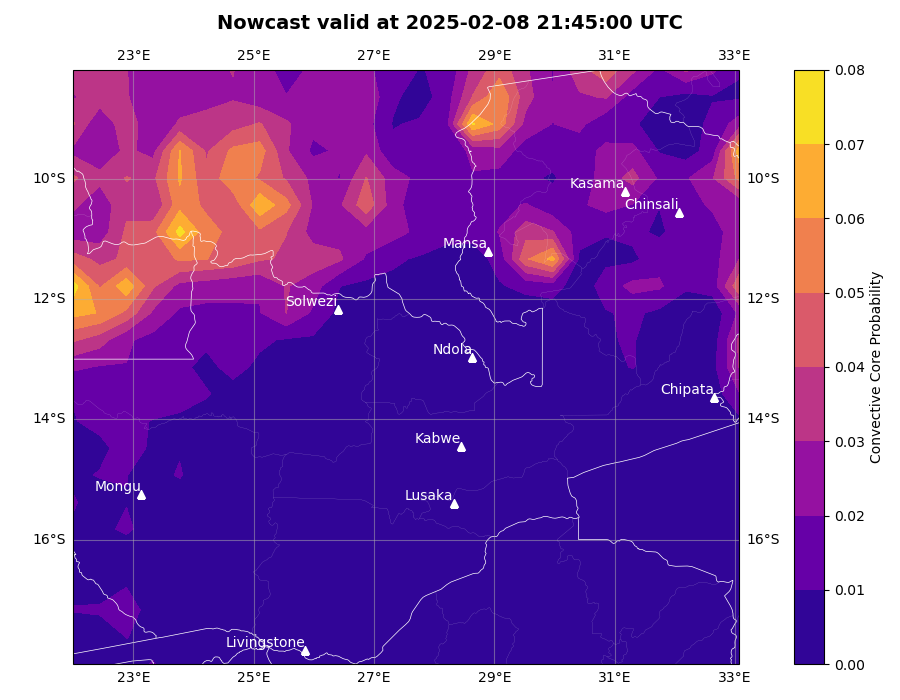 Nowcast valid at 2025-02-08 21:45:00 UTC
23°E 25°E 27°E 29°E 31°E 33°E
0.08
0.07
10°S Kasama 10°S
Chinsali
0.06
Mansa
0.05
12°S Solwezi 12°S
Ndola
0.04
Chipata
14°S 14°S
Kabwe
0.03
Mongu
Lusaka
0.02
16°S 16°S
0.01
Livingstone
0.00
23°E 25°E 27°E 29°E 31°E 33°E
Convective Core Probability